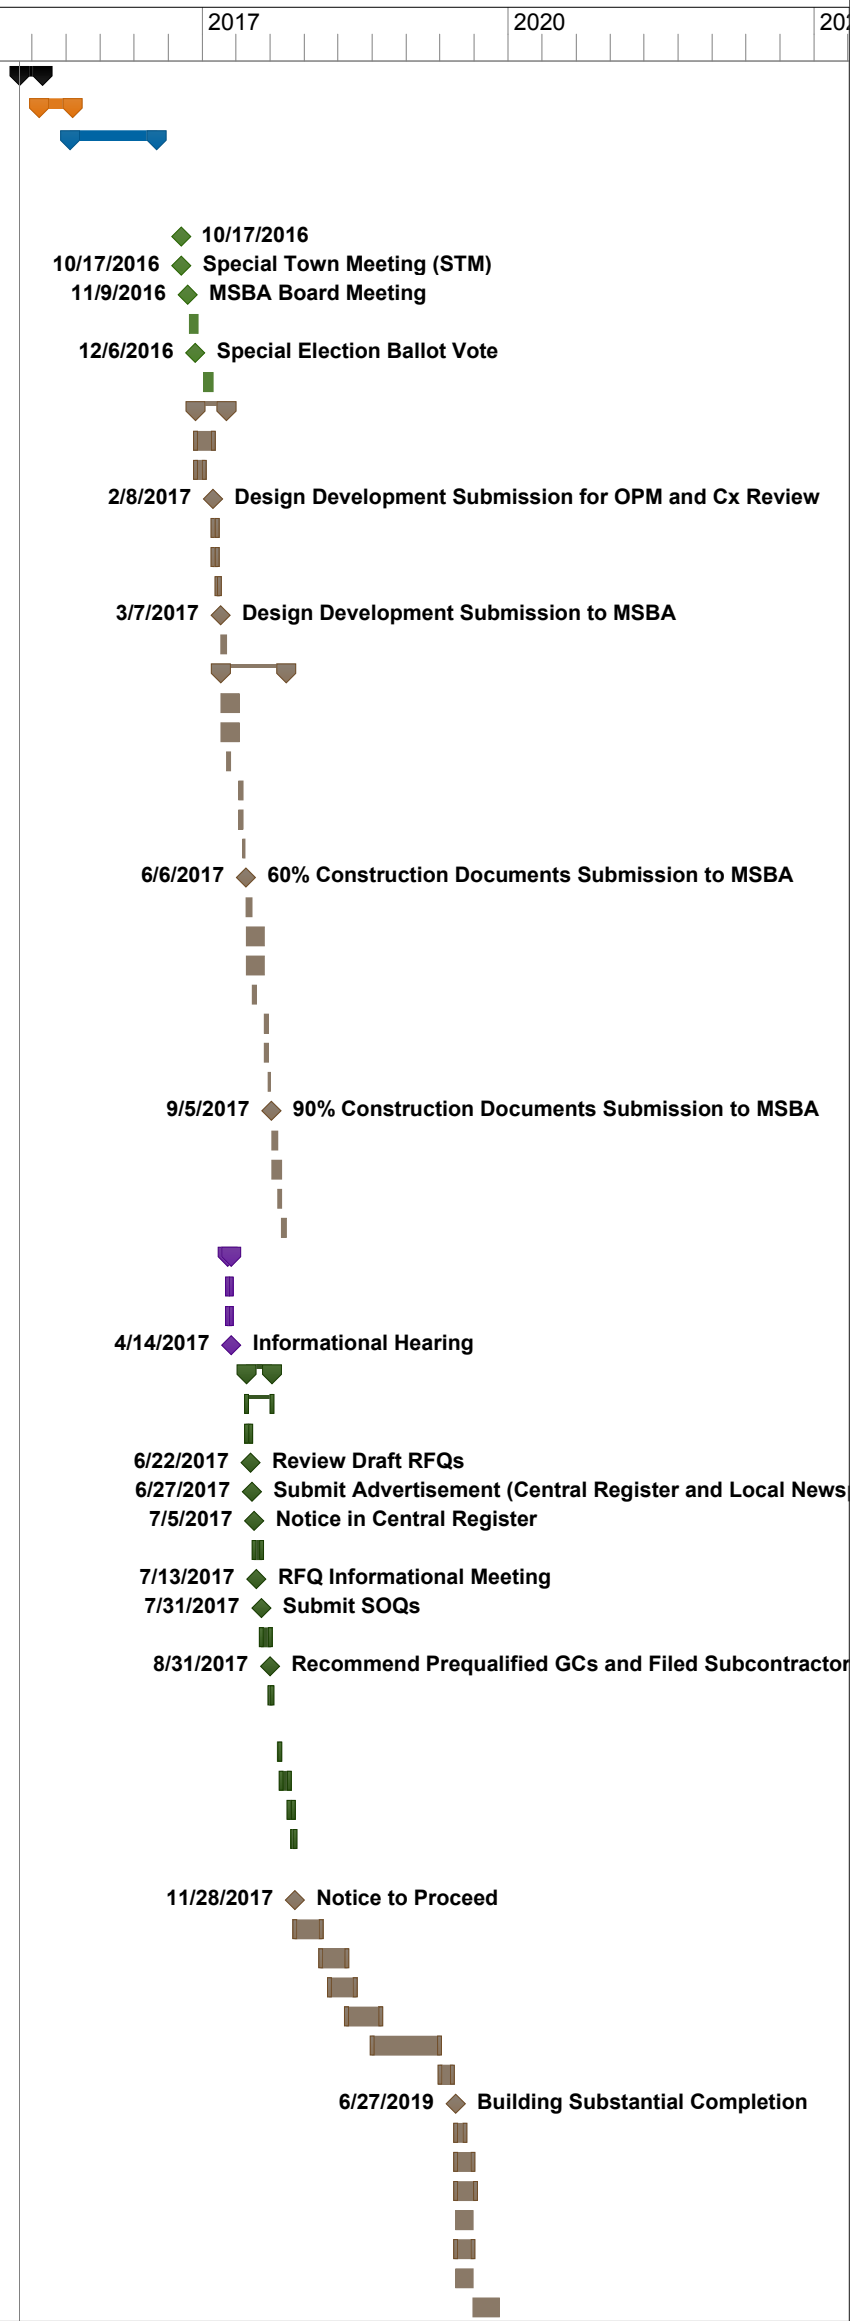 2017 2020 202
10/17/2016
10/17/2016 Special Town Meeting (STM)
11/9/2016 MSBA Board Meeting
12/6/2016 Special Election Ballot Vote
2/8/2017 Design Development Submission for OPM and Cx Review
3/7/2017 Design Development Submission to MSBA
6/6/2017 60% Construction Documents Submission to MSBA
9/5/2017 90% Construction Documents Submission to MSBA
4/14/2017 Informational Hearing
6/22/2017 Review Draft RFQs
6/27/2017 Submit Advertisement (Central Register and Local News
7/5/2017 Notice in Central Register
7/13/2017 RFQ Informational Meeting
7/31/2017 Submit SOQs
8/31/2017 Recommend Prequalified GCs and Filed Subcontractor
11/28/2017 Notice to Proceed
6/27/2019 Building Substantial Completion